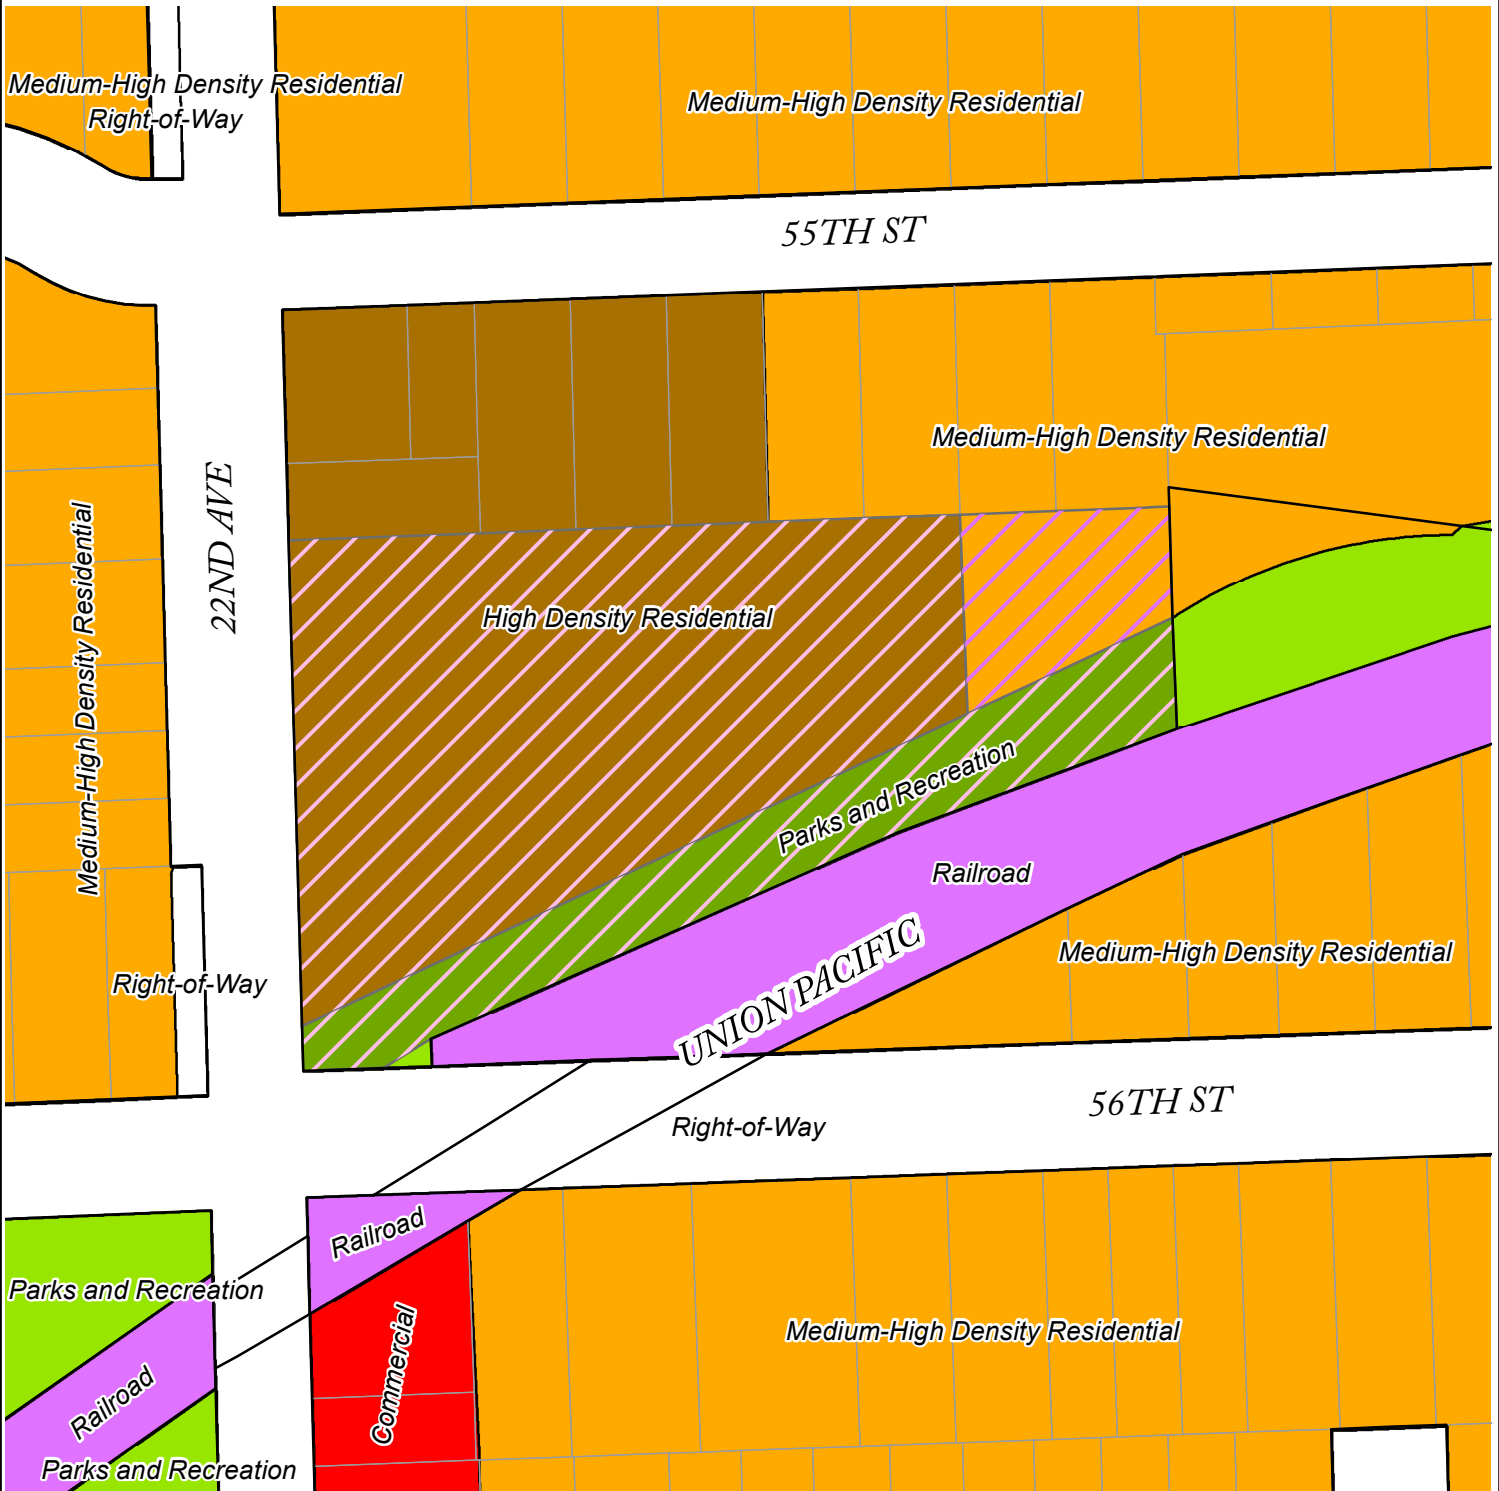 Medium-High Density Residential
Right-of-Way
Medium-High Density Residential
55TH ST
Medium-High Density Residential
22ND AVE
Medium-High Density Residential
High Density Residential
Parks and Recreation
Railroad
UNION PACIFIC
Medium-High Density Residential
Right-of-Way
56TH ST
Right-of-Way
Railroad
Parks and Recreation
Commercial
Medium-High Density Residential
Railroad
Parks and Recreation